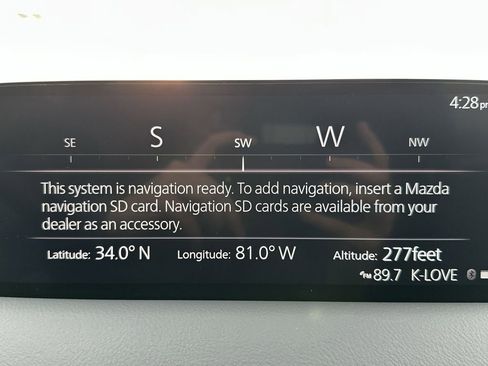 4:28pm
SE S SW W NW
This system is navigation ready. To add navigation, insert a Mazda
navigation SD card. Navigation SD cards are available from your
dealer as an accessory.
Latitude: 34.0° N Longitude: 81.0° W Altitude: 277feet
FM 89.7 K-LOVE